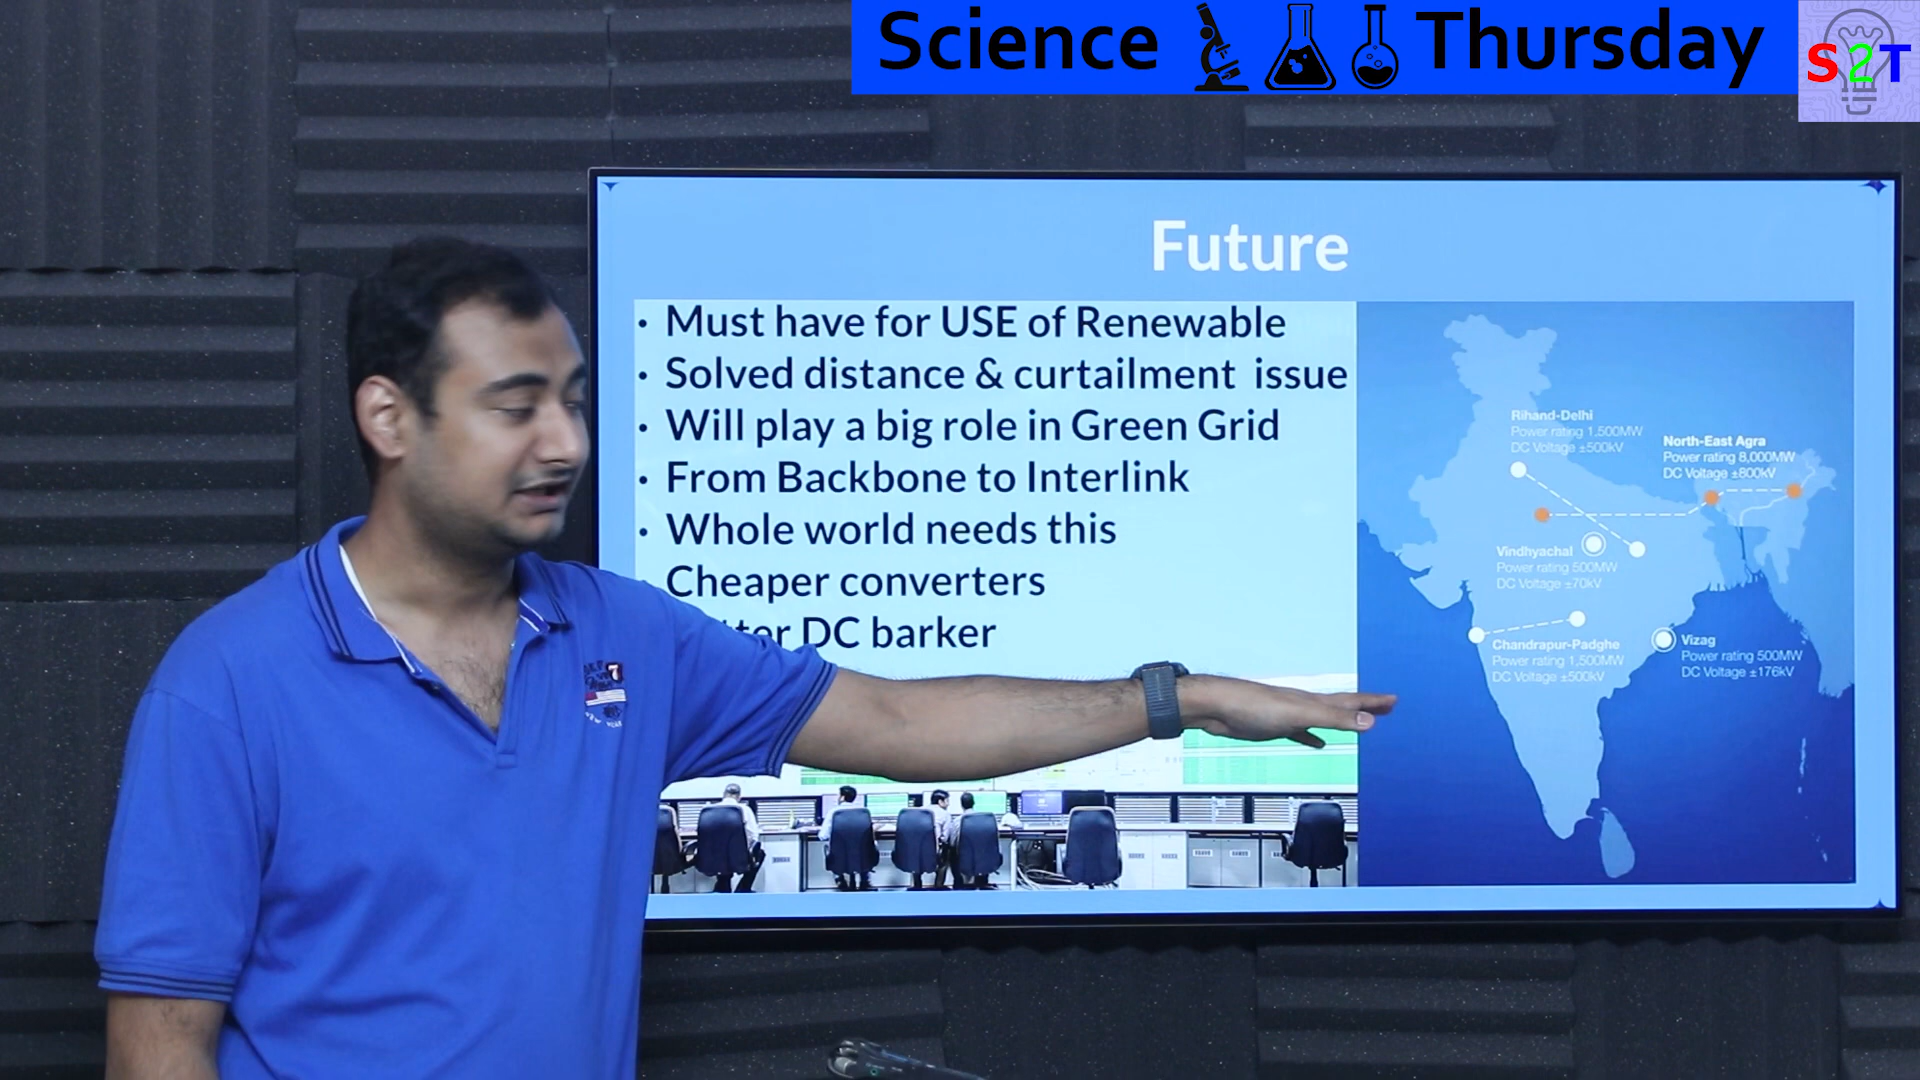 Science Thursday
S2T
Future
• Must have for USE of Renewable
• Solved distance & curtailment issue
• Will play a big role in Green Grid
• From Backbone to Interlink
• Whole world needs this
Cheaper converters
DC barker
Rihand-Delhi
Power rating 1,500MW
DC Voltage ±500kV
North-East Agra
Power rating 8,000MW
DC Voltage ±800kV
Vindhyachal
Power rating 500MW
DC Voltage ±70kV
Chandrapur-Padghe
Power rating 1,500MW
DC Voltage ±500kV
Vizag
Power rating 500MW
DC Voltage ±176kV
7